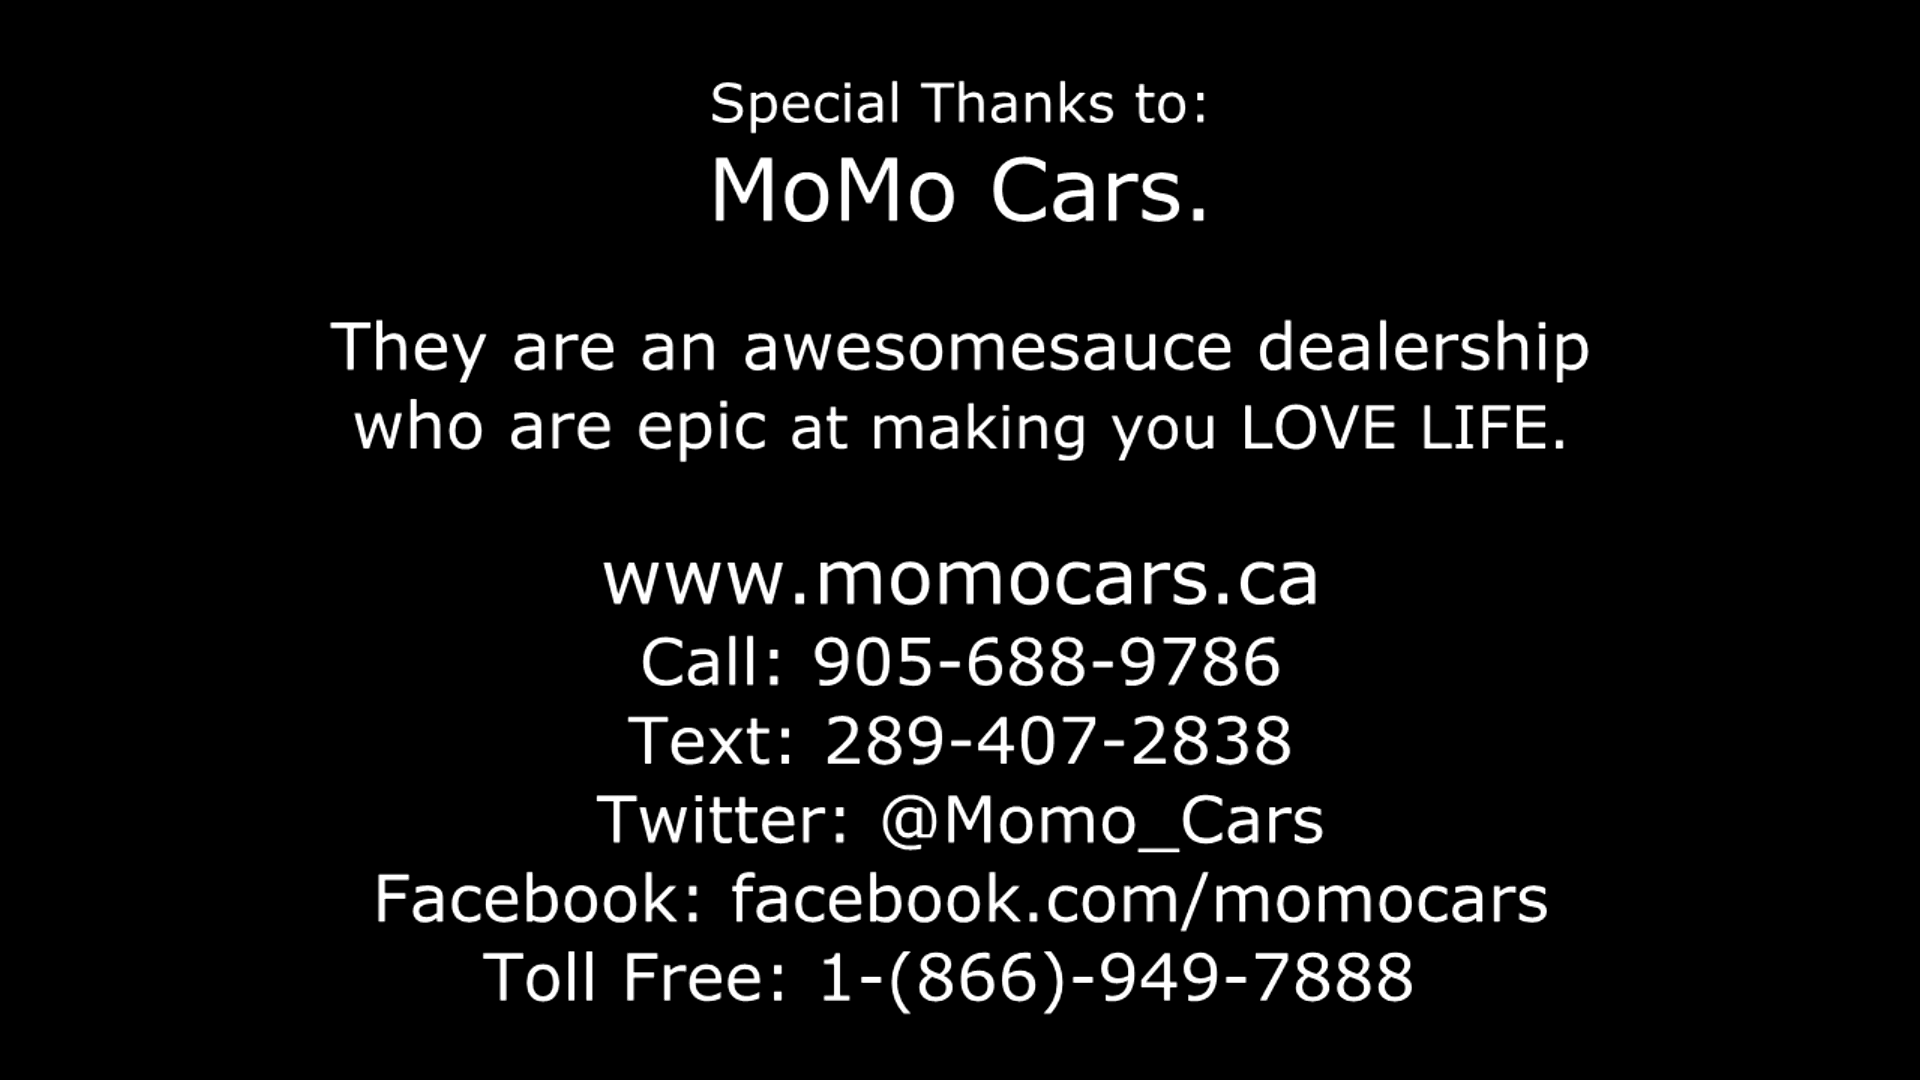 Special Thanks to:
MoMo Cars.
They are an awesomesauce dealership
who are epic at making you LOVE LIFE.
www.momocars.ca
Call: 905-688-9786
Text: 289-407-2838
Twitter: @Momo_Cars
Facebook: facebook.com/momocars
Toll Free: 1-(866)-949-7888